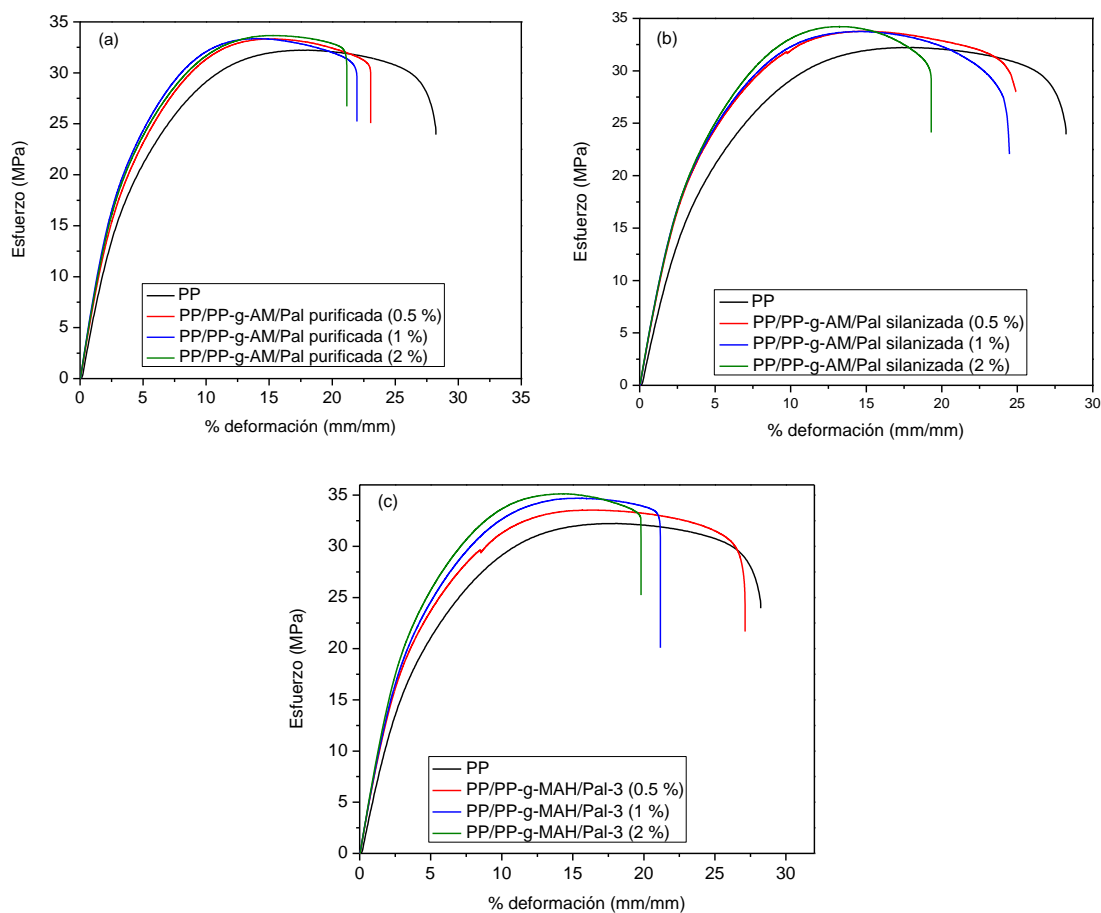 (a)
35
30
25
20
15
10
5
0
Esfuerzo (MPa)
PP
PP/PP-g-AM/Pal purificada (0.5 %)
PP/PP-g-AM/Pal purificada (1 %)
PP/PP-g-AM/Pal purificada (2 %)
0 5 10 15 20 25 30 35
% deformación (mm/mm)
(b)
35
30
25
20
15
10
5
0
Esfuerzo (MPa)
PP
PP/PP-g-AM/Pal silanizada (0.5 %)
PP/PP-g-AM/Pal silanizada (1 %)
PP/PP-g-AM/Pal silanizada (2 %)
0 5 10 15 20 25 30
% deformación (mm/mm)
(c)
35
30
25
20
15
10
5
0
Esfuerzo (MPa)
PP
PP/PP-g-MAH/Pal-3 (0.5 %)
PP/PP-g-MAH/Pal-3 (1 %)
PP/PP-g-MAH/Pal-3 (2 %)
0 5 10 15 20 25 30
% deformación (mm/mm)